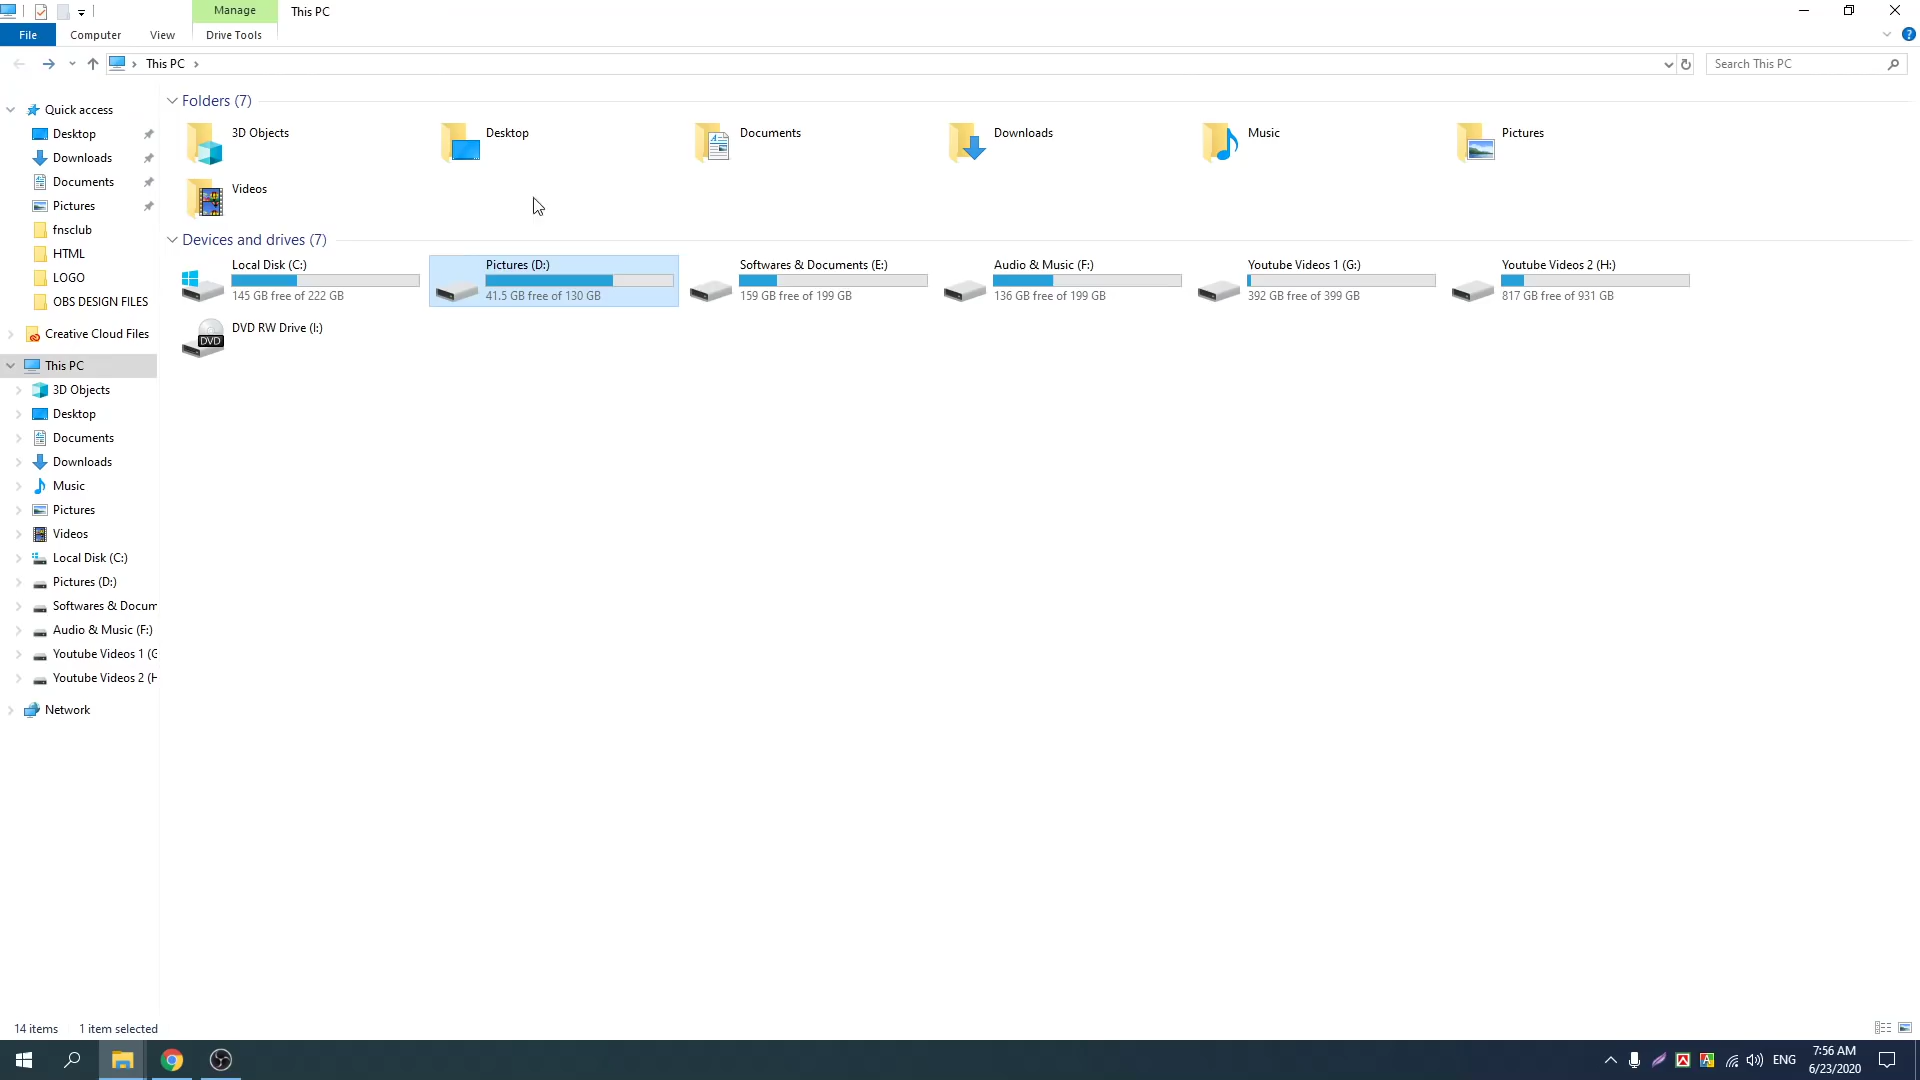 Manage
This PC
File
Computer
View
Drive Tools
This PC
Search This PC
Quick access
Desktop
Downloads
Documents
Pictures
fnsclub
HTML
LOGO
OBS DESIGN FILES
Creative Cloud Files
This PC
3D Objects
Desktop
Documents
Downloads
Music
Pictures
Videos
Local Disk (C:)
Pictures (D:)
Softwares & Docum
Audio & Music (F:)
Youtube Videos 1 (G
Youtube Videos 2 (H
Network
Folders (7)
3D Objects
Desktop
Documents
Downloads
Music
Pictures
Videos
Devices and drives (7)
Local Disk (C:)
145 GB free of 222 GB
Pictures (D:)
41.5 GB free of 130 GB
Softwares & Documents (E:)
159 GB free of 199 GB
Audio & Music (F:)
136 GB free of 199 GB
Youtube Videos 1 (G:)
392 GB free of 399 GB
Youtube Videos 2 (H:)
817 GB free of 931 GB
DVD
DVD RW Drive (I:)
14 items
1 item selected
ENG
7:56 AM
6/23/2020